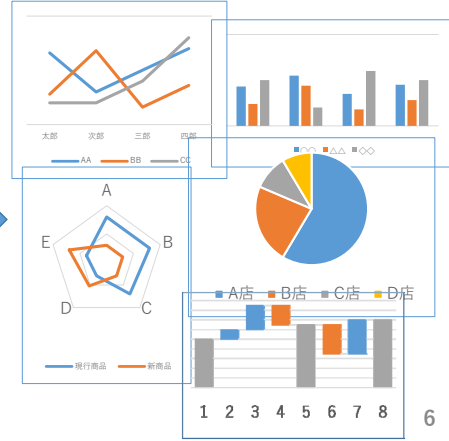 太郎 次郎 三郎 四郎
AA BB CC
○○ △△ ◇◇
A
B
C
D
E
現行商品 新商品
A店 B店 C店 D店
1 2 3 4 5 6 7 8
6